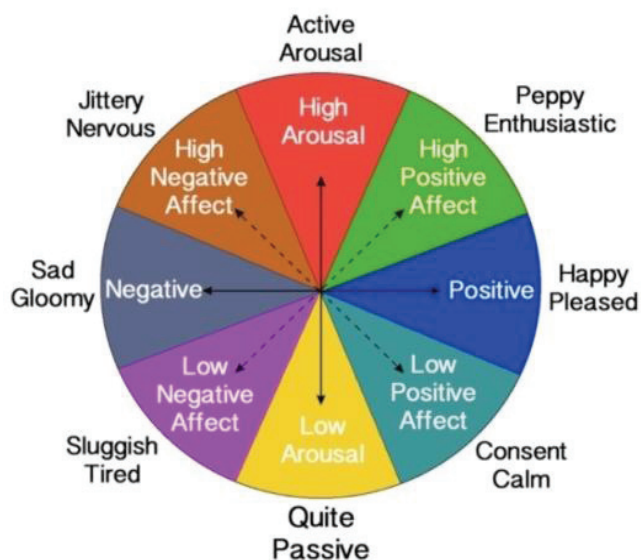 Active
Arousal
Jittery
Nervous
Peppy
Enthusiastic
High
Arousal
High
Negative
Affect
High
Positive
Affect
Sad
Gloomy
Negative
Positive
Happy
Pleased
Low
Negative
Affect
Low
Positive
Affect
Low
Arousal
Sluggish
Tired
Consent
Calm
Quite
Passive